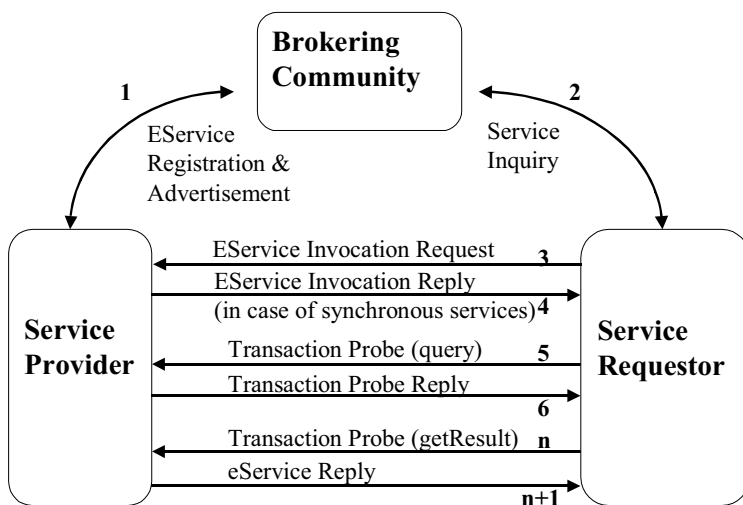 Brokering
Community
1
2
EService
Registration &
Advertisement
Service
Inquiry
Service
Provider
Service
Requestor
EService Invocation Request
3
EService Invocation Reply
(in case of synchronous services)
4
Transaction Probe (query)
5
Transaction Probe Reply
6
Transaction Probe (getResult)
n
eService Reply
n+1